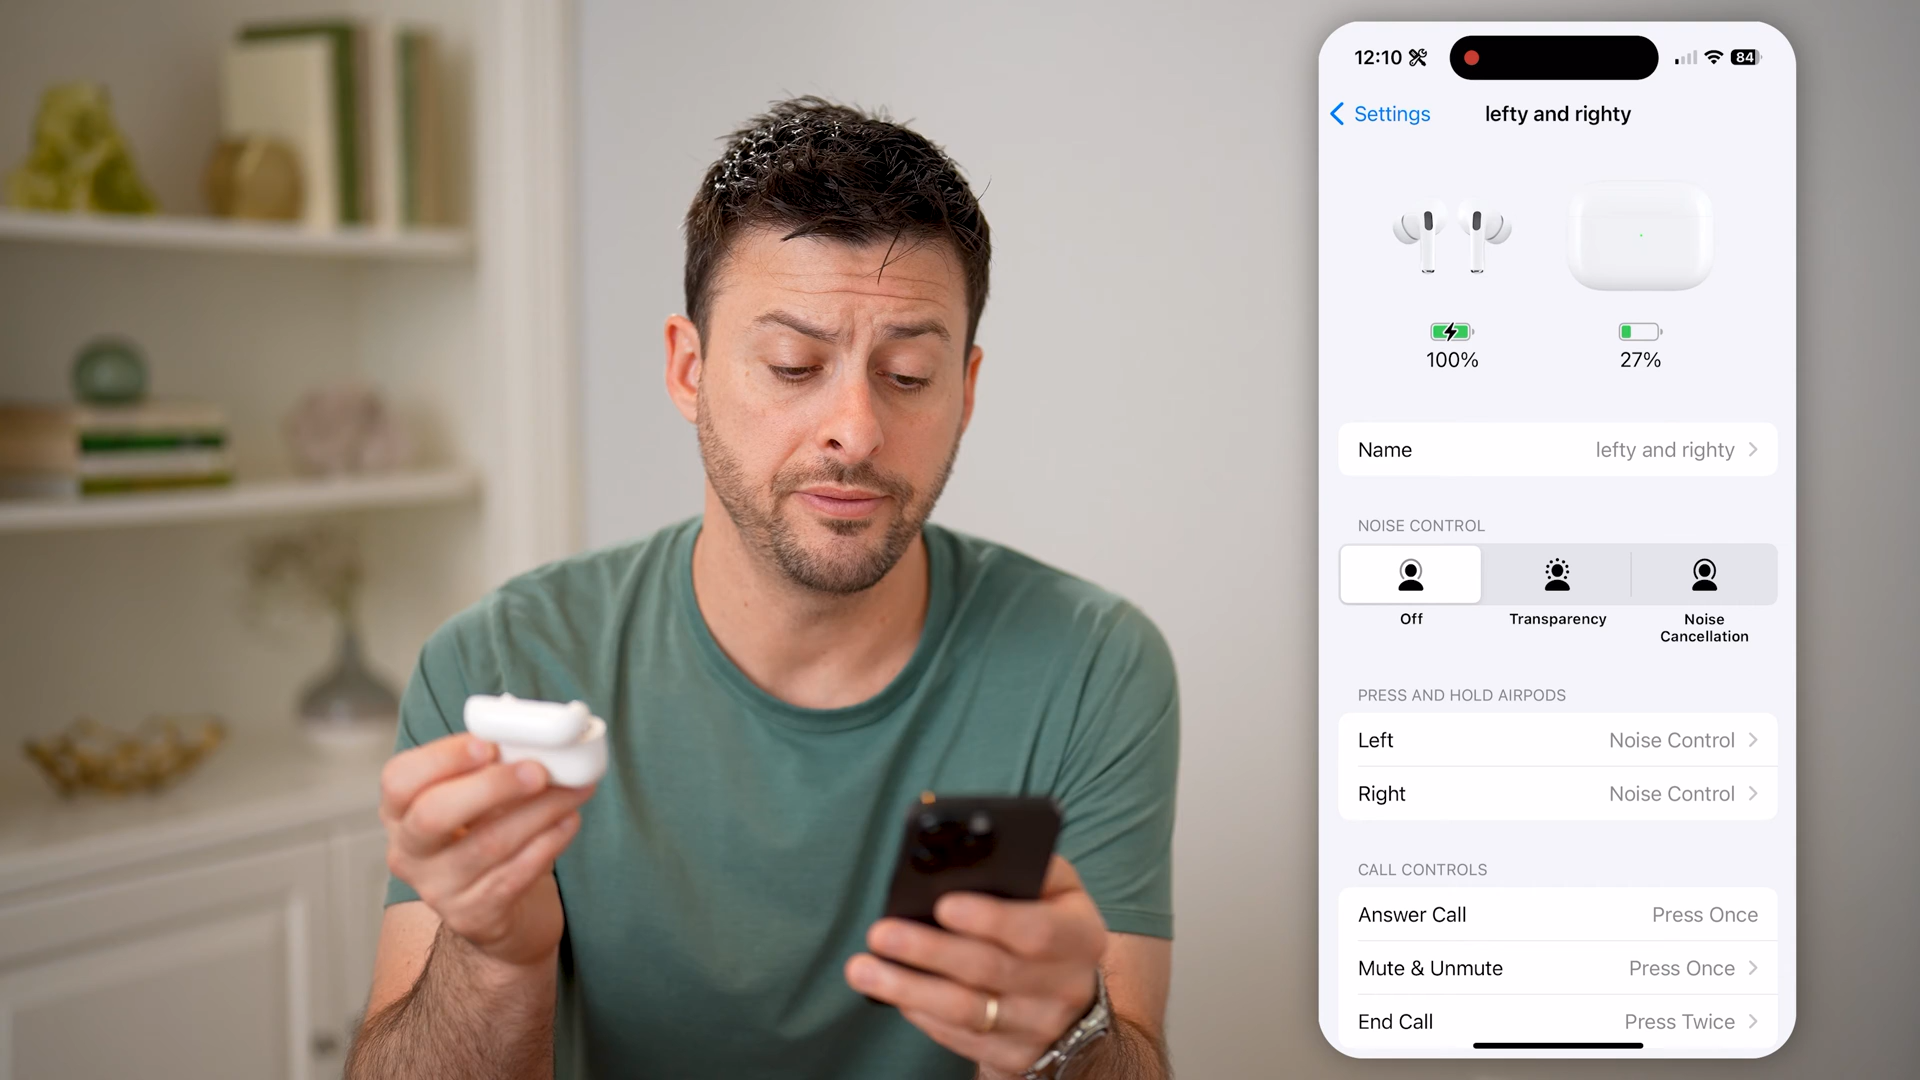 12:10
84
Settings
lefty and righty
100%
27%
Name
lefty and righty
NOISE CONTROL
Off
Transparency
Noise
Cancellation
PRESS AND HOLD AIRPODS
Left
Noise Control
Right
Noise Control
CALL CONTROLS
Answer Call
Press Once
Mute & Unmute
Press Once
End Call
Press Twice